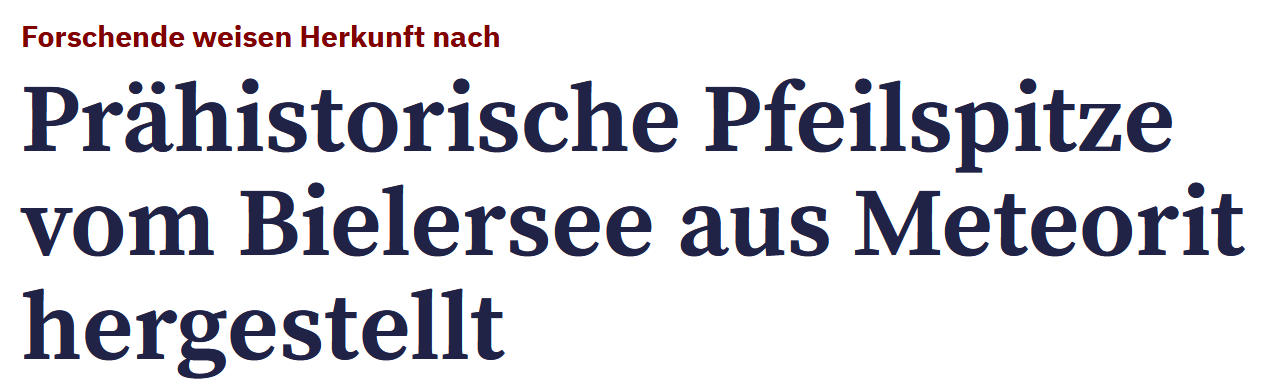 Forschende weisen Herkunft nach
Prähistorische Pfeilspitze
vom Bielersee aus Meteorit
hergestellt